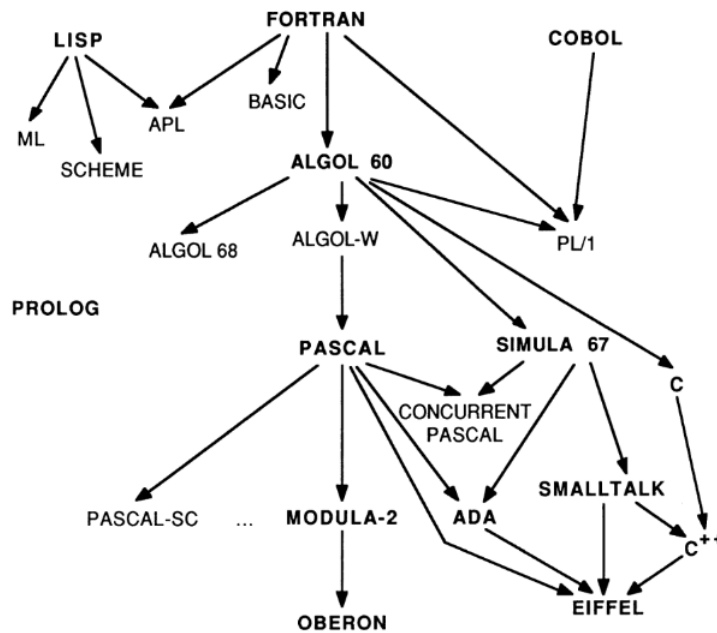 FORTRAN
LISP
COBOL
BASIC
ML
APL
SCHEME
ALGOL 60
ALGOL 68
ALGOL-W
PL/1
PROLOG
PASCAL
SIMULA 67
C
CONCURRENT
PASCAL
SMALLTALK
PASCAL-SC ... MODULA-2 ADA
C++
EIFFEL
OBERON